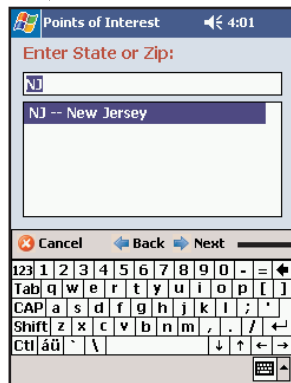 Points of Interest 4:01
Enter State or Zip:
NJ
NJ -- New Jersey
Cancel Back Next
123 1 2 3 4 5 6 7 8 9 0 - =
Tab q w e r t y u i o p [ ]
CAP a s d f g h j k l ; '
Shift z x c v b n m , . /
Ctl áü ` \